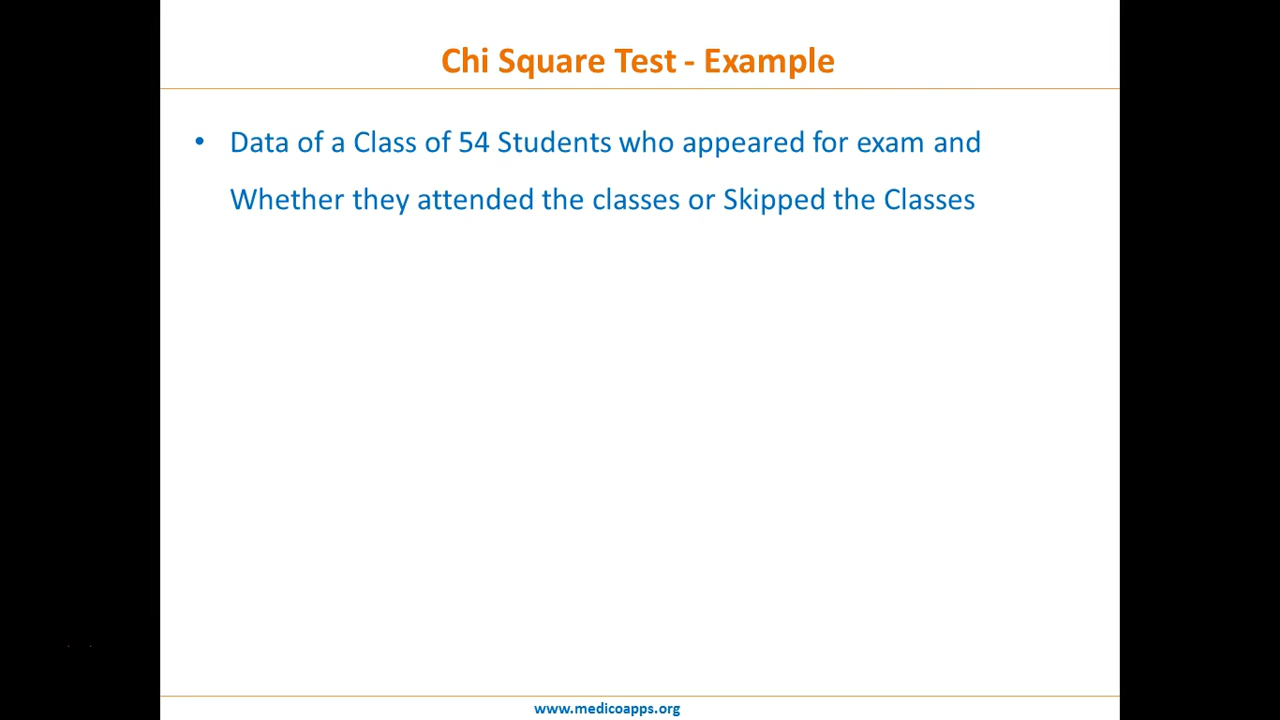 Chi Square Test - Example
• Data of a Class of 54 Students who appeared for exam and
Whether they attended the classes or Skipped the Classes
www.medicoapps.org